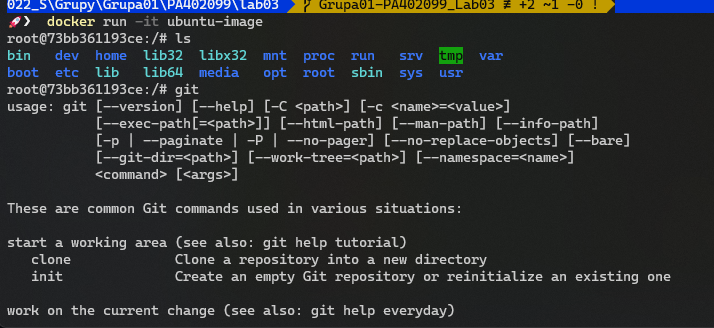 022_S\Grupy\Grupa01\PA402099\lab03 Grupa01-PA402099_Lab03 ≢ +2 ~1 -0 !
🚀❯ docker run -it ubuntu-image
root@73bb361193ce:/# ls
bin dev home lib32 libx32 mnt proc run srv tmp var
boot etc lib lib64 media opt root sbin sys usr
root@73bb361193ce:/# git
usage: git [--version] [--help] [-C <path>] [-c <name>=<value>]
[--exec-path[=<path>]] [--html-path] [--man-path] [--info-path]
[-p | --paginate | -P | --no-pager] [--no-replace-objects] [--bare]
[--git-dir=<path>] [--work-tree=<path>] [--namespace=<name>]
<command> [<args>]
These are common Git commands used in various situations:
start a working area (see also: git help tutorial)
clone Clone a repository into a new directory
init Create an empty Git repository or reinitialize an existing one
work on the current change (see also: git help everyday)